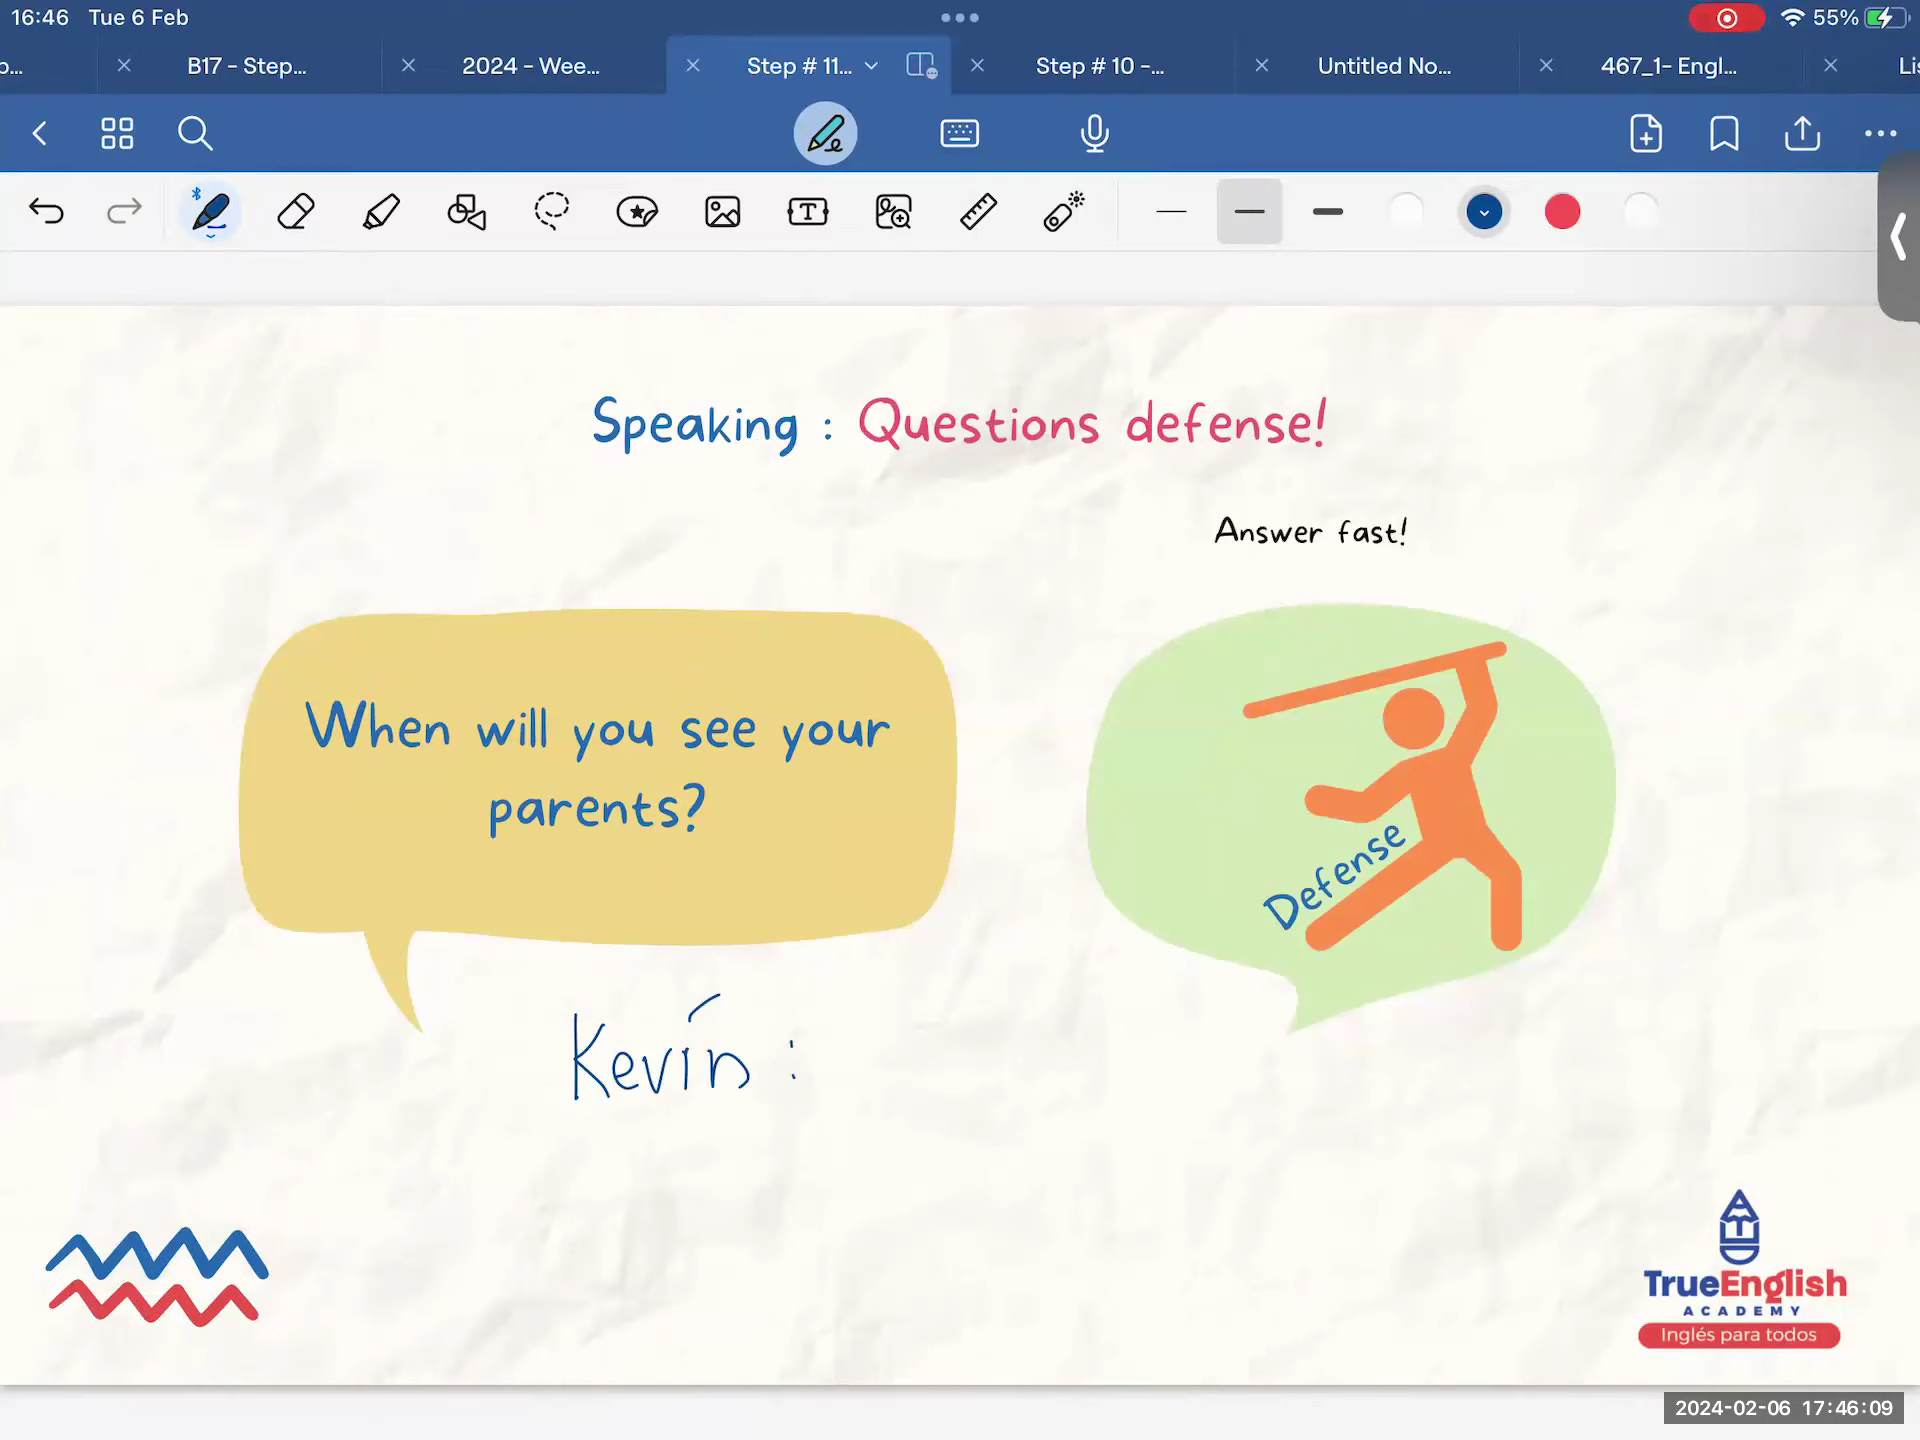 16:46 Tue 6 Feb
55%
o...
B17 - Step...
2024 - Wee...
Step # 11...
Step # 10 -...
Untitled No...
467_1- Engl...
Lis
Speaking : Questions defense!
Answer fast!
When will you see your
parents?
Defense
Kevín :
TrueEnglish
ACADEMY
Inglés para todos
2024-02-06 17:46:09